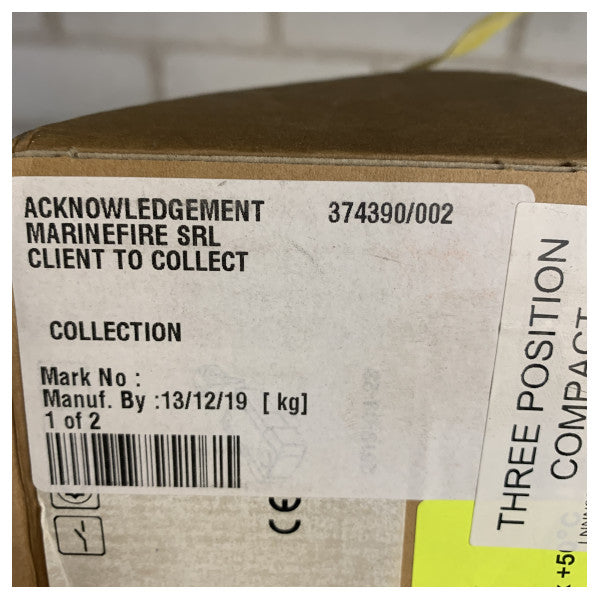 ACKNOWLEDGEMENT 374390/002
MARINEFIRE SRL
CLIENT TO COLLECT
COLLECTION
Mark No :
Manuf. By :13/12/19 [ kg]
1 of 2
CE
THREE POSITION
COMPACT
+50°C